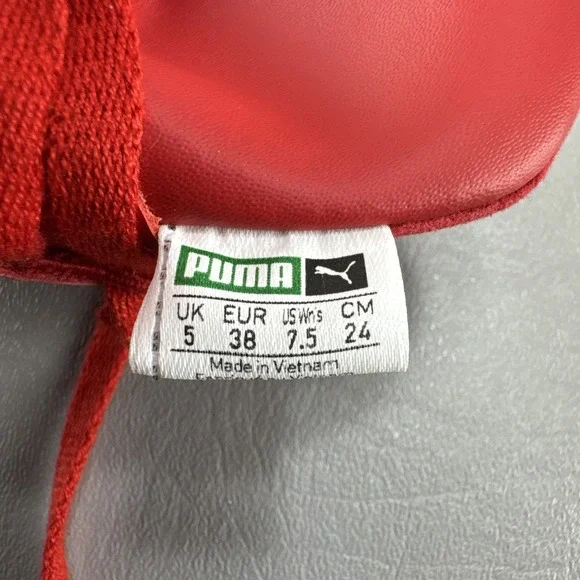 PUMA
UK EUR US Wn's CM
5 38 7.5 24
Made in Vietnam